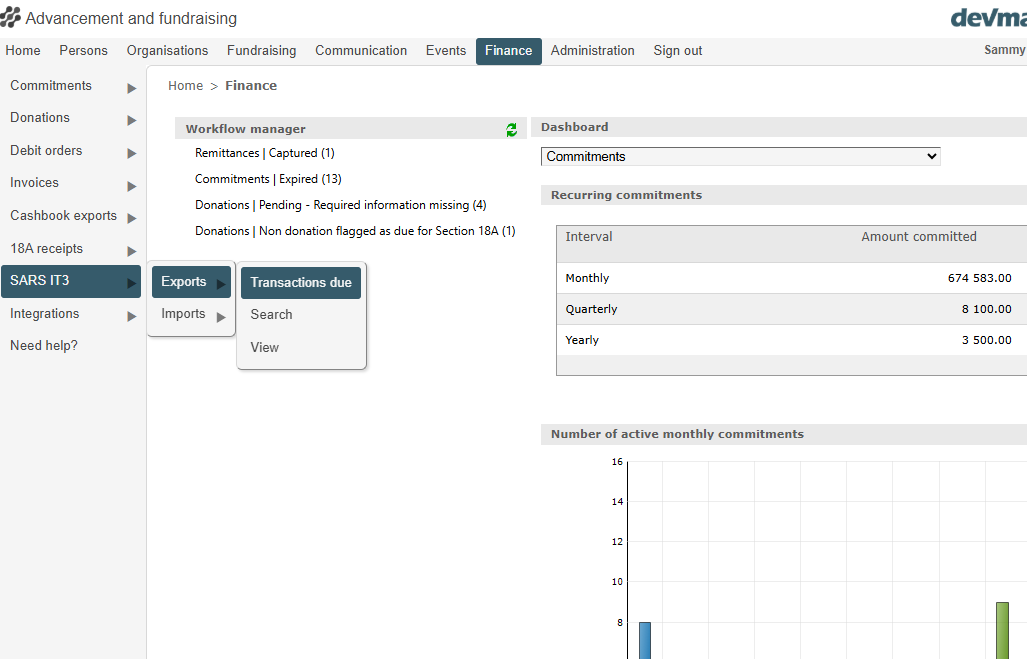 Advancement and fundraising
devma
Home Persons Organisations Fundraising Communication Events Finance Administration Sign out Sammy
Commitments
Donations
Debit orders
Invoices
Cashbook exports
18A receipts
SARS IT3
Integrations
Need help?
Exports
Imports
Transactions due
Search
View
Home > Finance
Workflow manager
Remittances | Captured (1)
Commitments | Expired (13)
Donations | Pending - Required information missing (4)
Donations | Non donation flagged as due for Section 18A (1)
Dashboard
Commitments
Recurring commitments
Interval Amount committed
Monthly 674 583.00
Quarterly 8 100.00
Yearly 3 500.00
Number of active monthly commitments
16
14
12
10
8